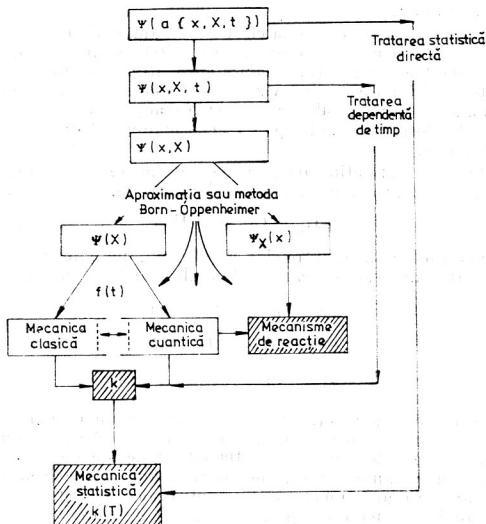 Ψ( a { x, X, t })
Tratarea statistică
directă
Ψ(x,X, t)
Tratarea
dependentă
de timp
Ψ(x,X)
Aproximația sau metoda
Born-Oppenheimer
Ψ(X)
Ψx(x)
f(t)
Mecanica
clasică
Mecanica
cuantică
Mecanisme
de reacție
k
Mecanica
statistică
k(T)